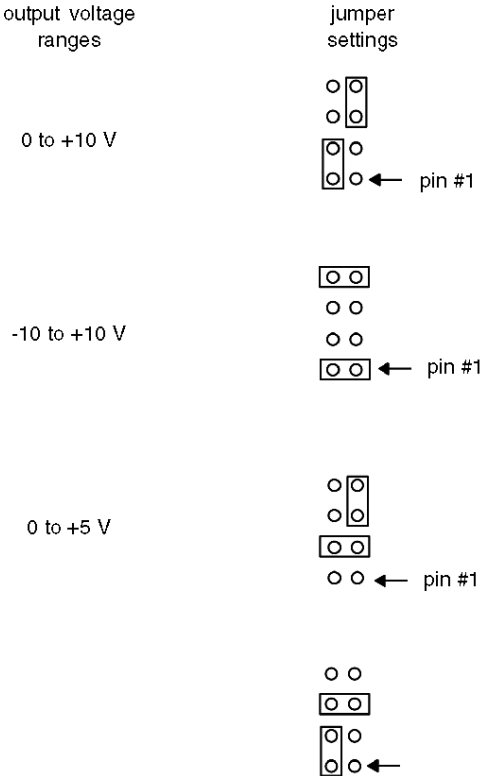 output voltage ranges
jumper settings
0 to +10 V
pin #1
-10 to +10 V
pin #1
0 to +5 V
pin #1